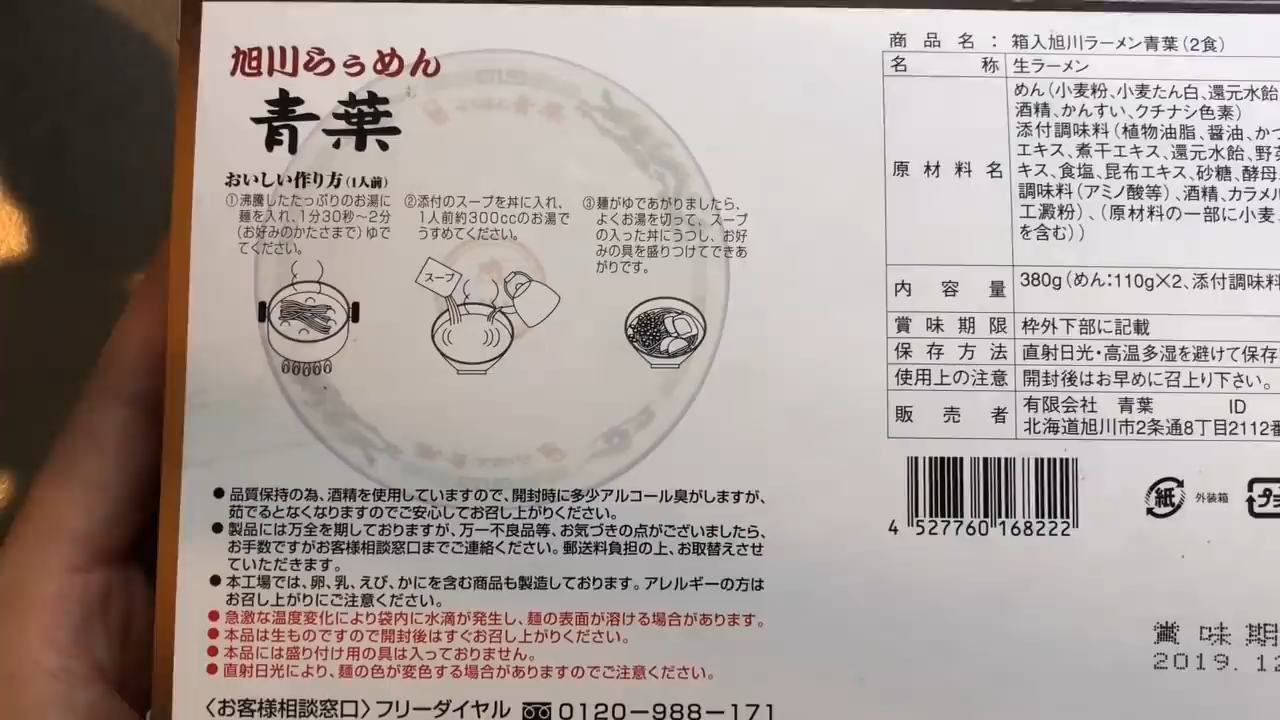 旭川らぅめん
青葉
おいしい作り方(1人前)
①沸騰したたっぷりのお湯に
麺を入れ、1分30秒～2分
(お好みのかたさまで)ゆで
てください。
②添付のスープを丼に入れ、
1人前約300ccのお湯で
うすめてください。
③麺がゆであがりましたら、
よくお湯を切って、スープ
の入った丼にうつし、お好
みの具を盛りつけてできあ
がりです。
スープ
●品質保持の為、酒精を使用していますので、開封時に多少アルコール臭がしますが、
茹でるとなくなりますのでご安心してお召し上がりください。
●製品には万全を期しておりますが、万一不良品等、お気づきの点がございましたら、
お手数ですがお客様相談窓口までご連絡ください。郵送料負担の上、お取替えさせ
ていただきます。
●本工場では、卵、乳、えび、かにを含む商品も製造しております。アレルギーの方は
お召し上がりにご注意ください。
●急激な温度変化により袋内に水滴が発生し、麺の表面が溶ける場合があります。
●本品は生ものですので開封後はすぐお召し上がりください。
●本品には盛り付け用の具は入っておりません。
●直射日光により、麺の色が変色する場合がありますのでご注意ください。
〈お客様相談窓口〉フリーダイヤル 0120-988-171
商品名：箱入旭川ラーメン青葉(2食)
名称 生ラーメン
原材料名 めん(小麦粉、小麦たん白、還元水飴
酒精、かんすい、クチナシ色素)
添付調味料(植物油脂、醤油、かつ
エキス、煮干エキス、還元水飴、野菜
キス、食塩、昆布エキス、砂糖、酵母
調味料(アミノ酸等)、酒精、カラメル
工澱粉)、(原材料の一部に小麦
を含む))
内容量 380g(めん:110g×2、添付調味料
賞味期限 枠外下部に記載
保存方法 直射日光・高温多湿を避けて保存
使用上の注意 開封後はお早めに召上り下さい。
販売者 有限会社 青葉 ID
北海道旭川市2条通8丁目2112番
4 527760 168222
紙 外装箱 プラ
賞味期
2019.12